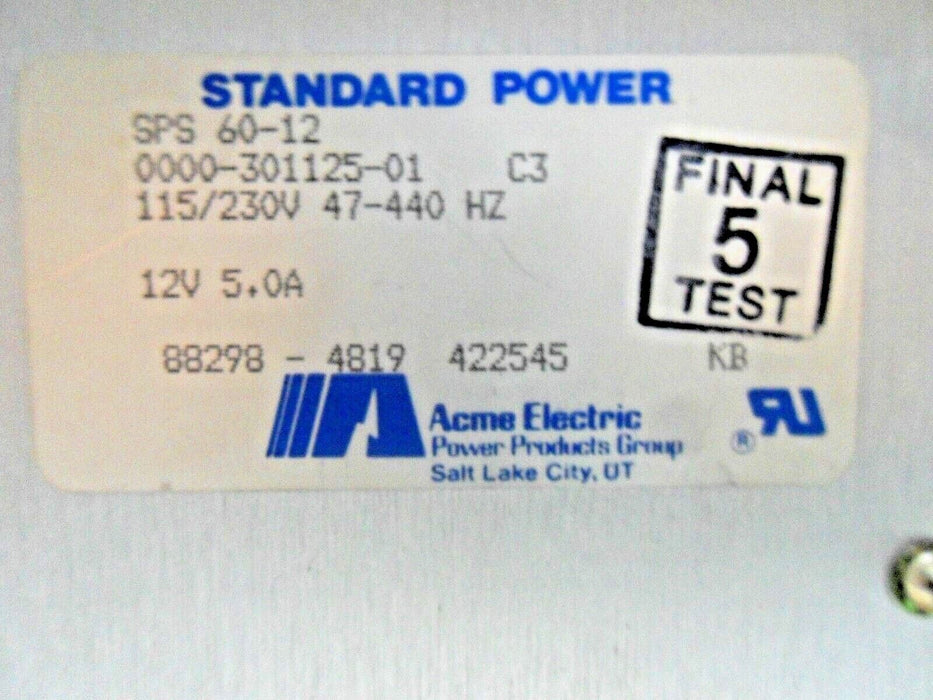 STANDARD POWER
SPS 60-12
0000-301125-01 C3
115/230V 47-440 HZ
12V 5.0A
FINAL
5
TEST
88298 - 4819 422545 KB
Acme Electric
Power Products Group
Salt Lake City, UT
®